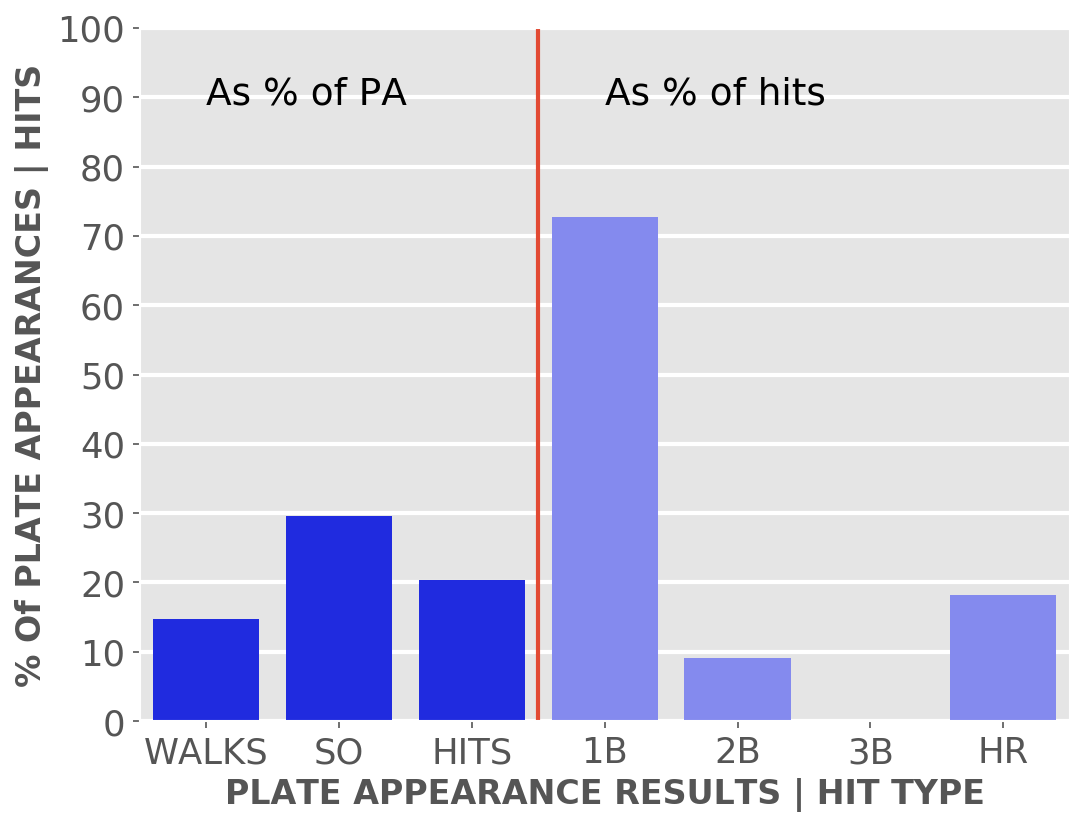 As % of PA
As % of hits
% Of PLATE APPEARANCES | HITS
100
90
80
70
60
50
40
30
20
10
0
WALKS SO HITS 1B 2B 3B HR
PLATE APPEARANCE RESULTS | HIT TYPE